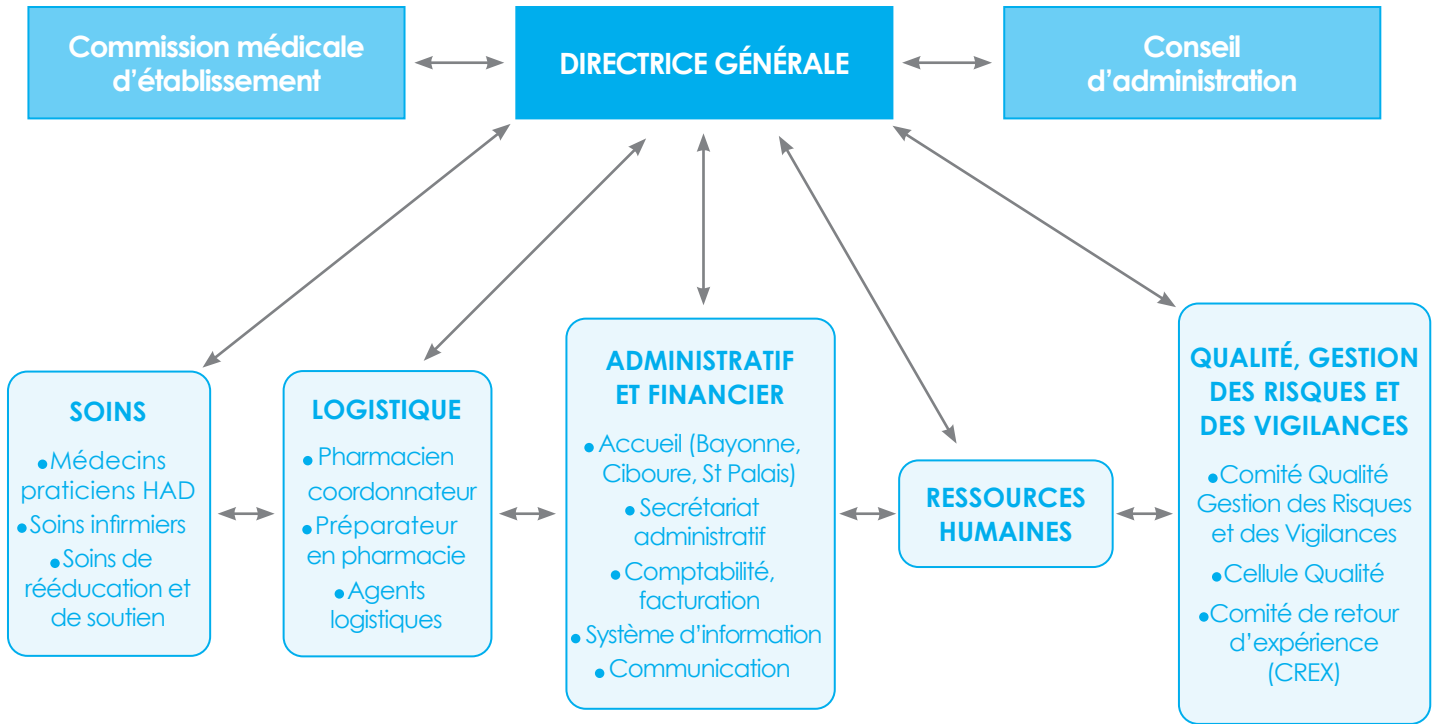 Commission médicale
d'établissement
DIRECTRICE GÉNÉRALE
Conseil
d'administration
SOINS
•Médecins
praticiens HAD
•Soins infirmiers
•Soins de
rééducation et
de soutien
LOGISTIQUE
•Pharmacien
coordonnateur
•Préparateur
en pharmacie
•Agents
logistiques
ADMINISTRATIF
ET FINANCIER
•Accueil (Bayonne,
Ciboure, St Palais)
•Secrétariat
administratif
•Comptabilité,
facturation
•Système d'information
•Communication
RESSOURCES
HUMAINES
QUALITÉ, GESTION
DES RISQUES ET
DES VIGILANCES
•Comité Qualité
Gestion des Risques
et des Vigilances
•Cellule Qualité
•Comité de retour
d'expérience
(CREX)